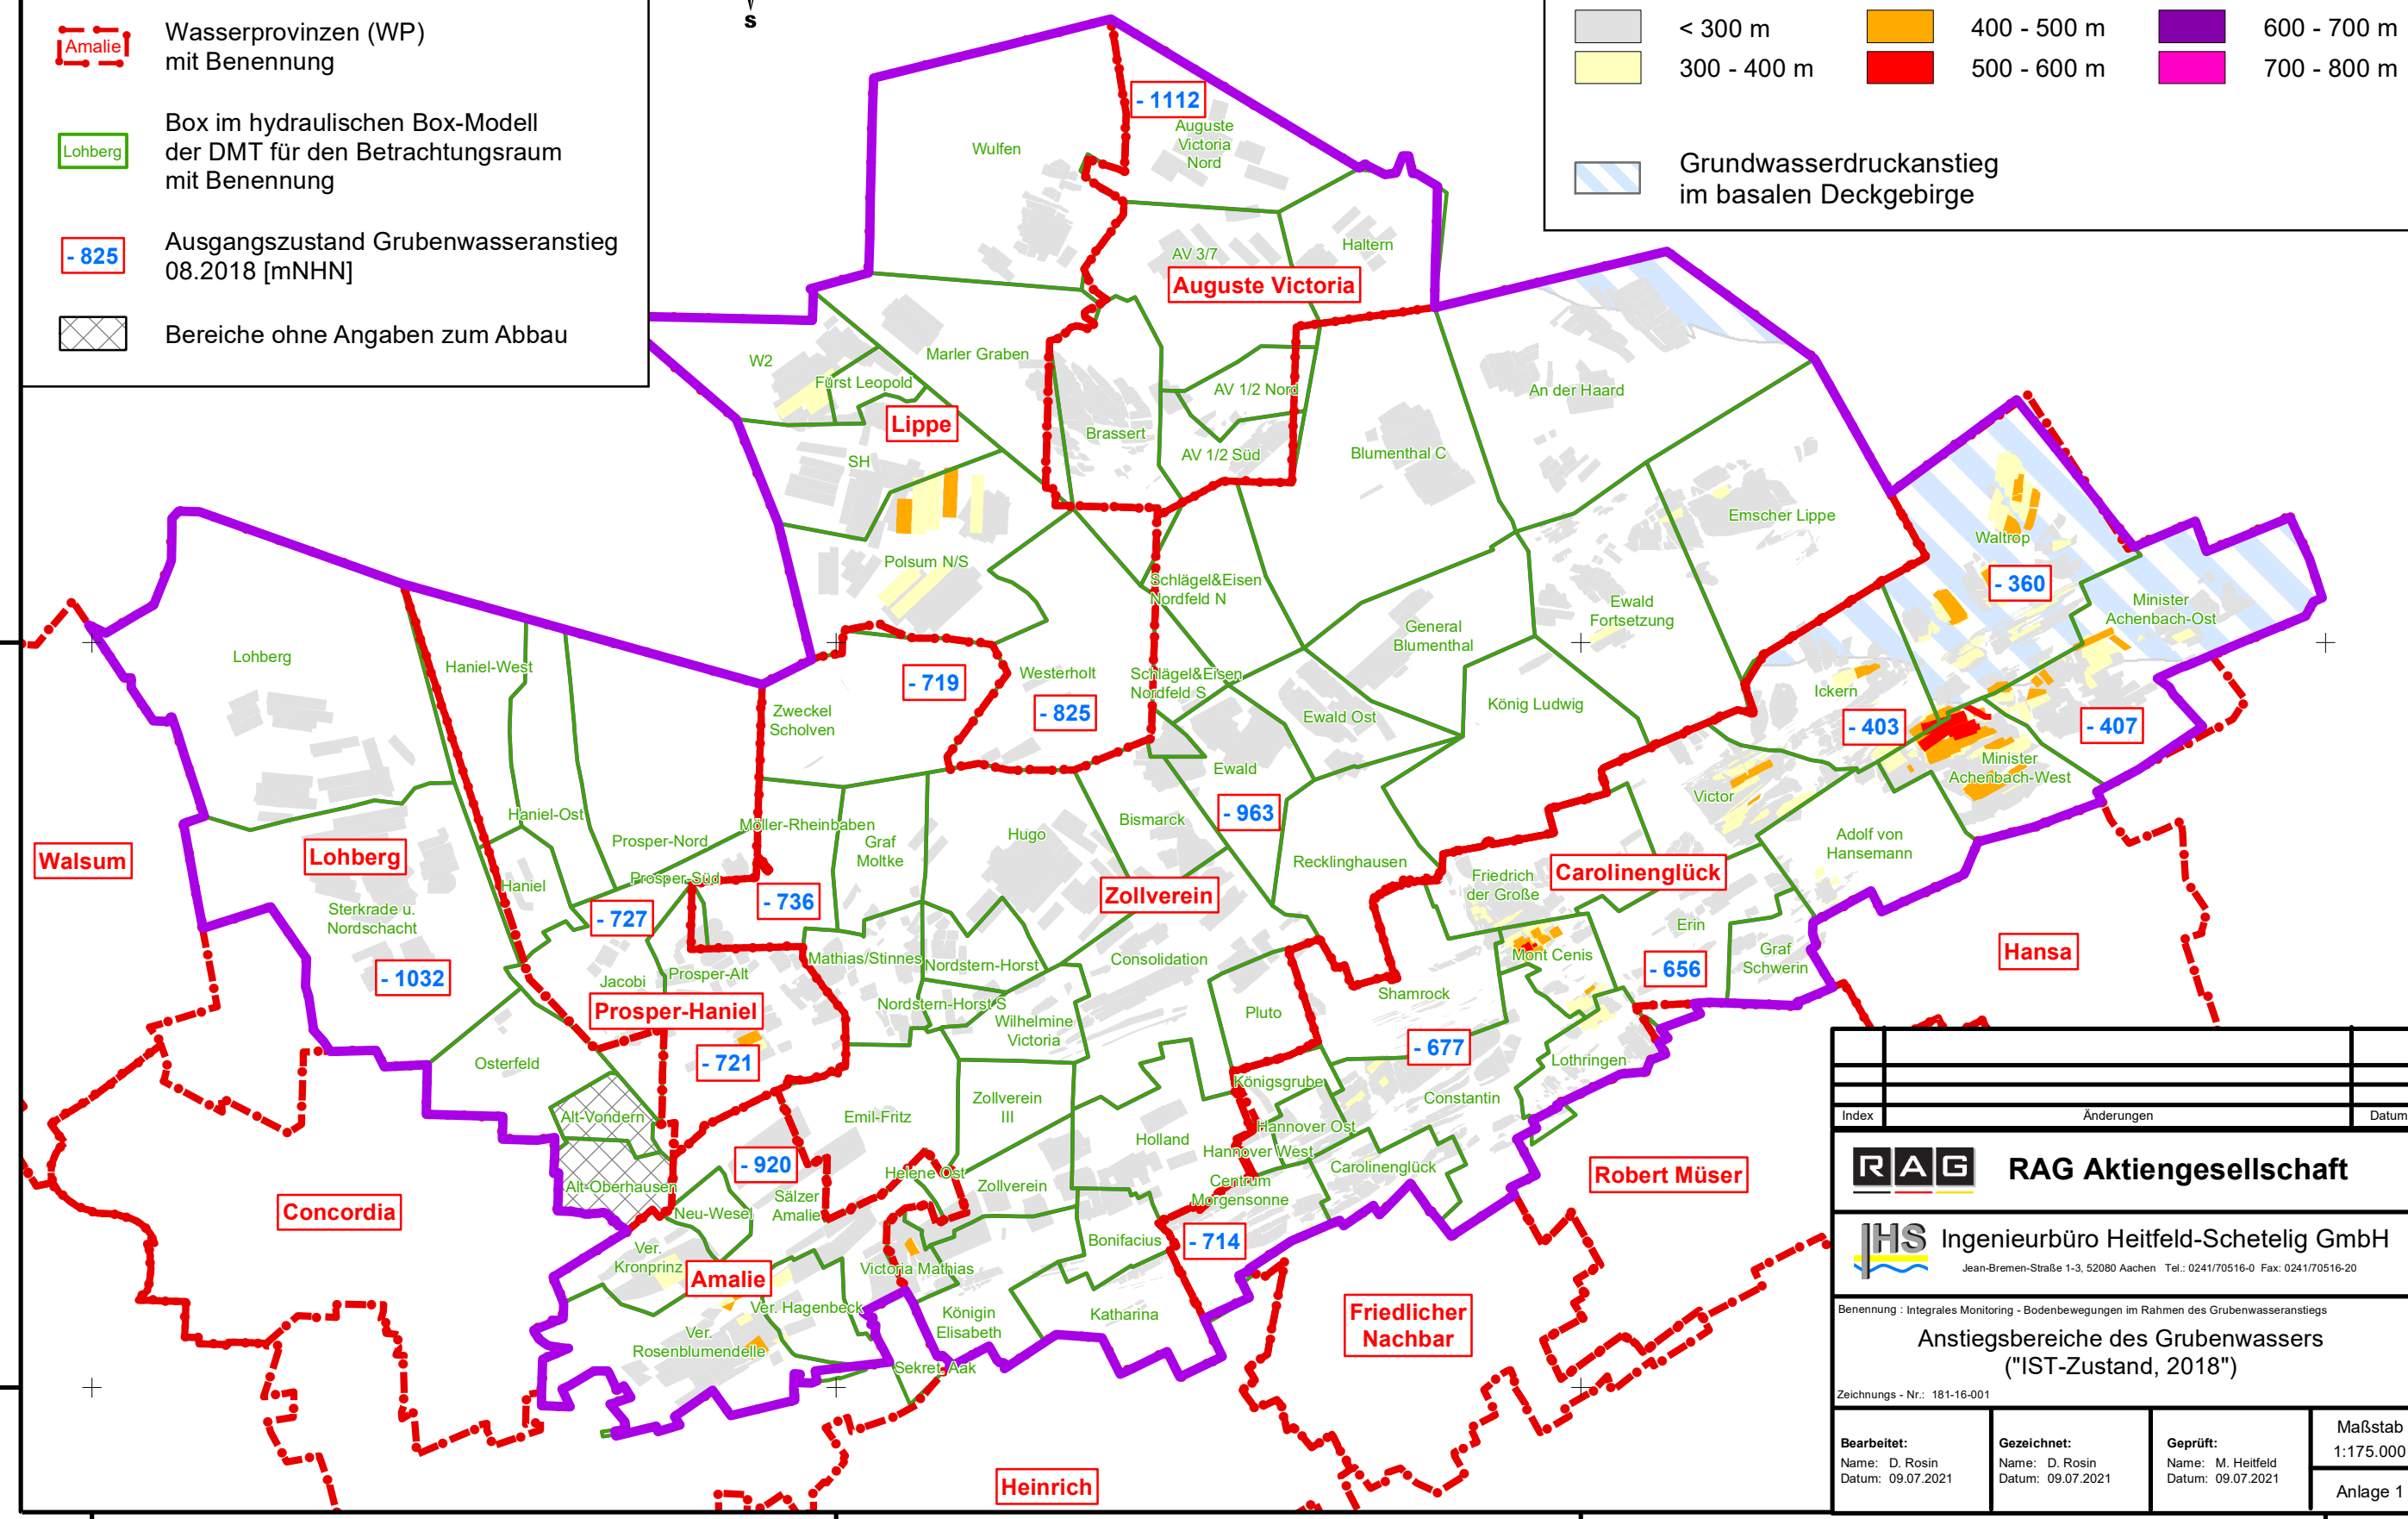 S
Amalie
Wasserprovinzen (WP)
mit Benennung
Lohberg
Box im hydraulischen Box-Modell
der DMT für den Betrachtungsraum
mit Benennung
- 825
Ausgangszustand Grubenwasseranstieg
08.2018 [mNHN]
Bereiche ohne Angaben zum Abbau
< 300 m
400 - 500 m
600 - 700 m
300 - 400 m
500 - 600 m
700 - 800 m
Grundwasserdruckanstieg
im basalen Deckgebirge
- 1112
Wulfen
Auguste
Victoria
Nord
AV 3/7
Haltern
Auguste Victoria
W2
Fürst Leopold
Marler Graben
Lippe
AV 1/2 Nord
An der Haard
Brassert
AV 1/2 Süd
Blumenthal C
SH
Emscher Lippe
Waltrop
Polsum N/S
Schlägel&Eisen
Nordfeld N
- 360
Ewald
Fortsetzung
Minister
Achenbach-Ost
General
Blumenthal
Lohberg
Haniel-West
- 719
Westerholt
Schlägel&Eisen
Nordfeld S
Ickern
König Ludwig
Zweckel
Scholven
- 825
Ewald Ost
- 403
- 407
Ewald
Minister
Achenbach-West
Victor
Haniel-Ost
Möller-Rheinbaben
Bismarck
- 963
Prosper-Nord
Graf
Moltke
Hugo
Adolf von
Hansemann
Walsum
Lohberg
Recklinghausen
Carolinenglück
Prosper-Süd
Haniel
Friedrich
der Große
Zollverein
- 736
- 727
Sterkrade u.
Nordschacht
Erin
Mathias/Stinnes
Nordstern-Horst
Consolidation
Mont Cenis
Graf
Schwerin
Hansa
- 1032
Jacobi
Prosper-Alt
- 656
Shamrock
Prosper-Haniel
Nordstern-Horst S
Wilhelmine
Victoria
Pluto
- 677
Osterfeld
- 721
Lothringen
Königsgrube
Constantin
Alt-Vondern
Emil-Fritz
Zollverein
III
Hannover Ost
Holland
Hannover West
- 920
Helene Ost
Carolinenglück
Robert Müser
Alt-Oberhausen
Zollverein
Centrum
Morgensonne
Sälzer
Amalie
Neu-Wesel
Concordia
- 714
Bonifacius
Ver.
Kronprinz
Victoria Mathias
Amalie
Ver. Hagenbeck
Königin
Elisabeth
Katharina
Friedlicher
Nachbar
Ver.
Rosenblumendelle
Sekret. Aak
Heinrich
Index
Änderungen
Datum
RAG
RAG Aktiengesellschaft
IHS
Ingenieurbüro Heitfeld-Schetelig GmbH
Jean-Bremen-Straße 1-3, 52080 Aachen Tel.: 0241/70516-0 Fax: 0241/70516-20
Benennung : Integrales Monitoring - Bodenbewegungen im Rahmen des Grubenwasseranstiegs
Anstiegsbereiche des Grubenwassers
("IST-Zustand, 2018")
Zeichnungs - Nr.: 181-16-001
Bearbeitet:
Name: D. Rosin
Datum: 09.07.2021
Gezeichnet:
Name: D. Rosin
Datum: 09.07.2021
Geprüft:
Name: M. Heitfeld
Datum: 09.07.2021
Maßstab
1:175.000
Anlage 1